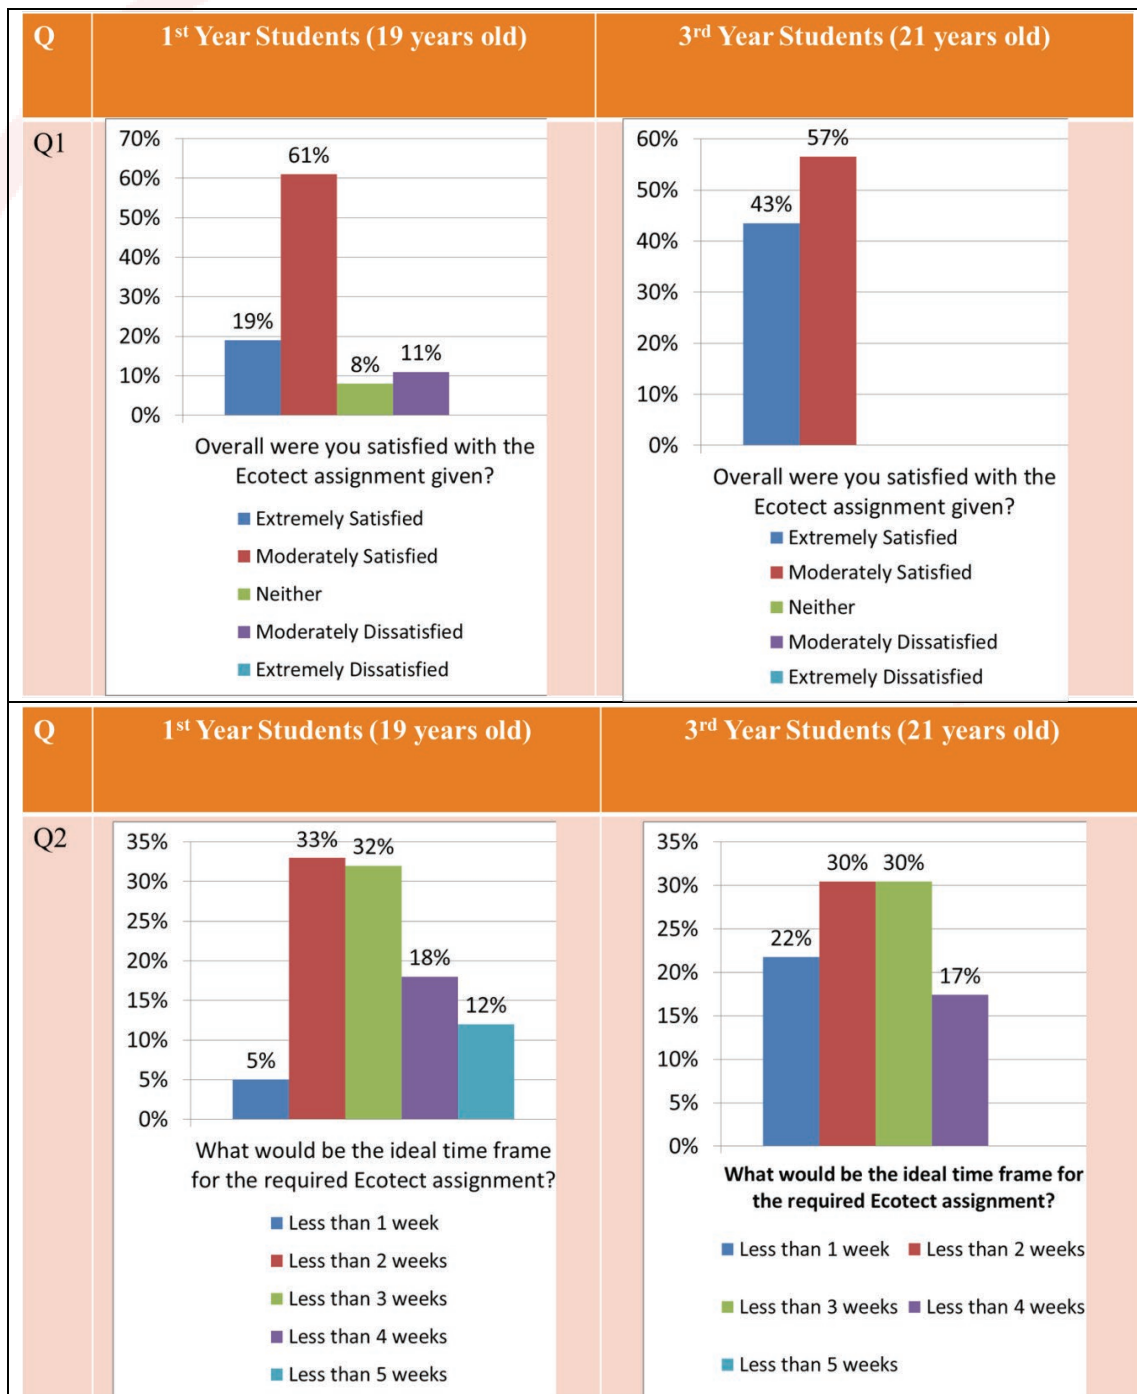 Q
1st Year Students (19 years old)
3rd Year Students (21 years old)
Q1
70%
60%
50%
40%
30%
20%
10%
0%
19%
61%
8%
11%
Overall were you satisfied with the
Ecotect assignment given?
Extremely Satisfied
Moderately Satisfied
Neither
Moderately Dissatisfied
Extremely Dissatisfied
60%
50%
40%
30%
20%
10%
0%
43%
57%
Overall were you satisfied with the
Ecotect assignment given?
Extremely Satisfied
Moderately Satisfied
Neither
Moderately Dissatisfied
Extremely Dissatisfied
Q
1st Year Students (19 years old)
3rd Year Students (21 years old)
Q2
35%
30%
25%
20%
15%
10%
5%
0%
5%
33%
32%
18%
12%
What would be the ideal time frame
for the required Ecotect assignment?
Less than 1 week
Less than 2 weeks
Less than 3 weeks
Less than 4 weeks
Less than 5 weeks
35%
30%
25%
20%
15%
10%
5%
0%
22%
30%
30%
17%
What would be the ideal time frame for
the required Ecotect assignment?
Less than 1 week Less than 2 weeks
Less than 3 weeks Less than 4 weeks
Less than 5 weeks